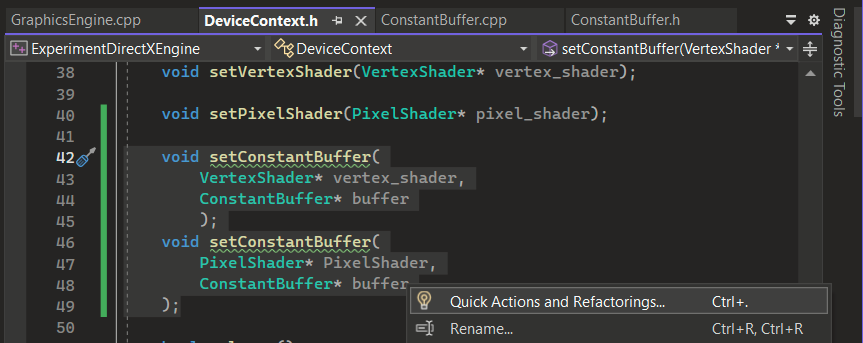 GraphicsEngine.cpp DeviceContext.h ConstantBuffer.cpp ConstantBuffer.h
ExperimentDirectXEngine DeviceContext setConstantBuffer(VertexShader *
Diagnostic Tools
38 void setVertexShader(VertexShader* vertex_shader);
39
40 void setPixelShader(PixelShader* pixel_shader);
41
42 void setConstantBuffer(
43 VertexShader* vertex_shader,
44 ConstantBuffer* buffer
45 );
46 void setConstantBuffer(
47 PixelShader* PixelShader,
48 ConstantBuffer* buffer
49 );
50
Quick Actions and Refactorings... Ctrl+.
Rename... Ctrl+R, Ctrl+R